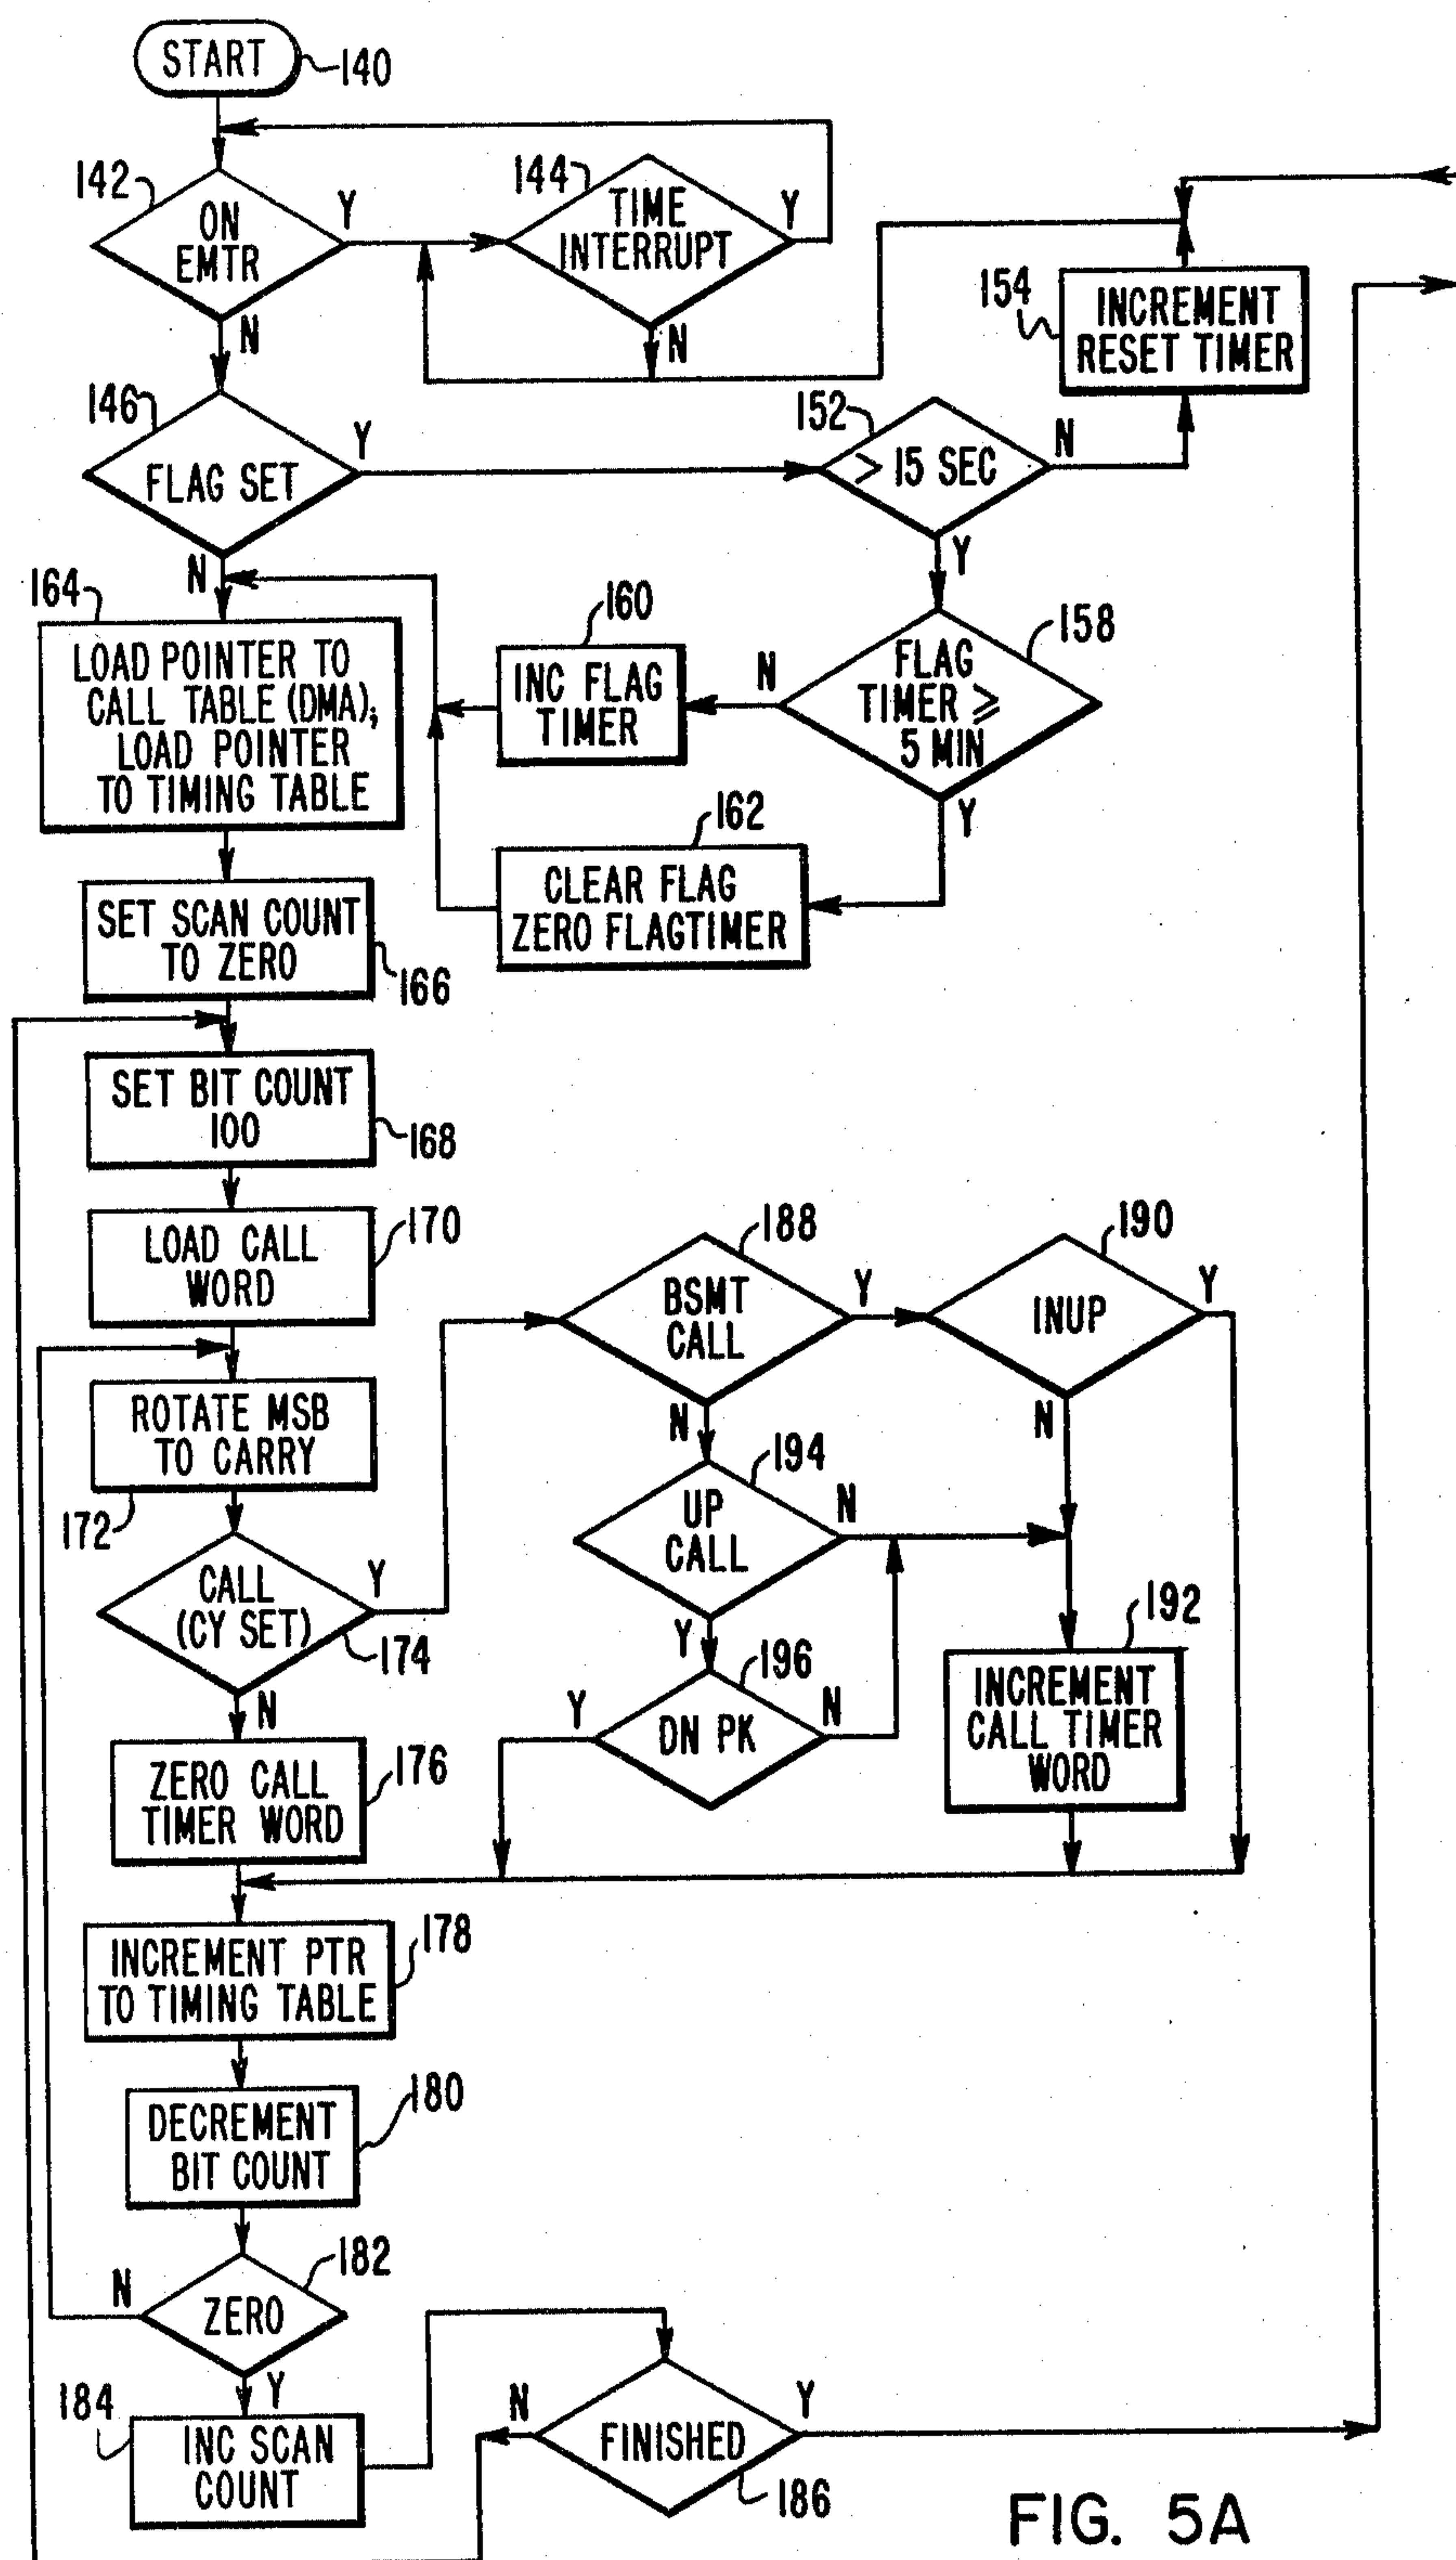 START
140
142
ON
EMTR
Y
N
144
TIME
INTERRUPT
Y
N
154
INCREMENT
RESET TIMER
146
FLAG SET
Y
N
152
> 15 SEC
N
Y
164
LOAD POINTER TO
CALL TABLE (DMA);
LOAD POINTER
TO TIMING TABLE
160
INC FLAG
TIMER
N
158
FLAG
TIMER ≥
5 MIN
Y
162
CLEAR FLAG
ZERO FLAGTIMER
SET SCAN COUNT
TO ZERO
166
SET BIT COUNT
100
168
LOAD CALL
WORD
170
ROTATE MSB
TO CARRY
172
CALL
(CY SET)
Y
174
N
188
BSMT
CALL
Y
N
190
INUP
Y
N
194
UP
CALL
N
Y
196
DN PK
Y
N
192
INCREMENT
CALL TIMER
WORD
ZERO CALL
TIMER WORD
176
INCREMENT PTR
TO TIMING TABLE
178
DECREMENT
BIT COUNT
180
182
ZERO
N
Y
184
INC SCAN
COUNT
N
FINISHED
Y
186
FIG. 5A